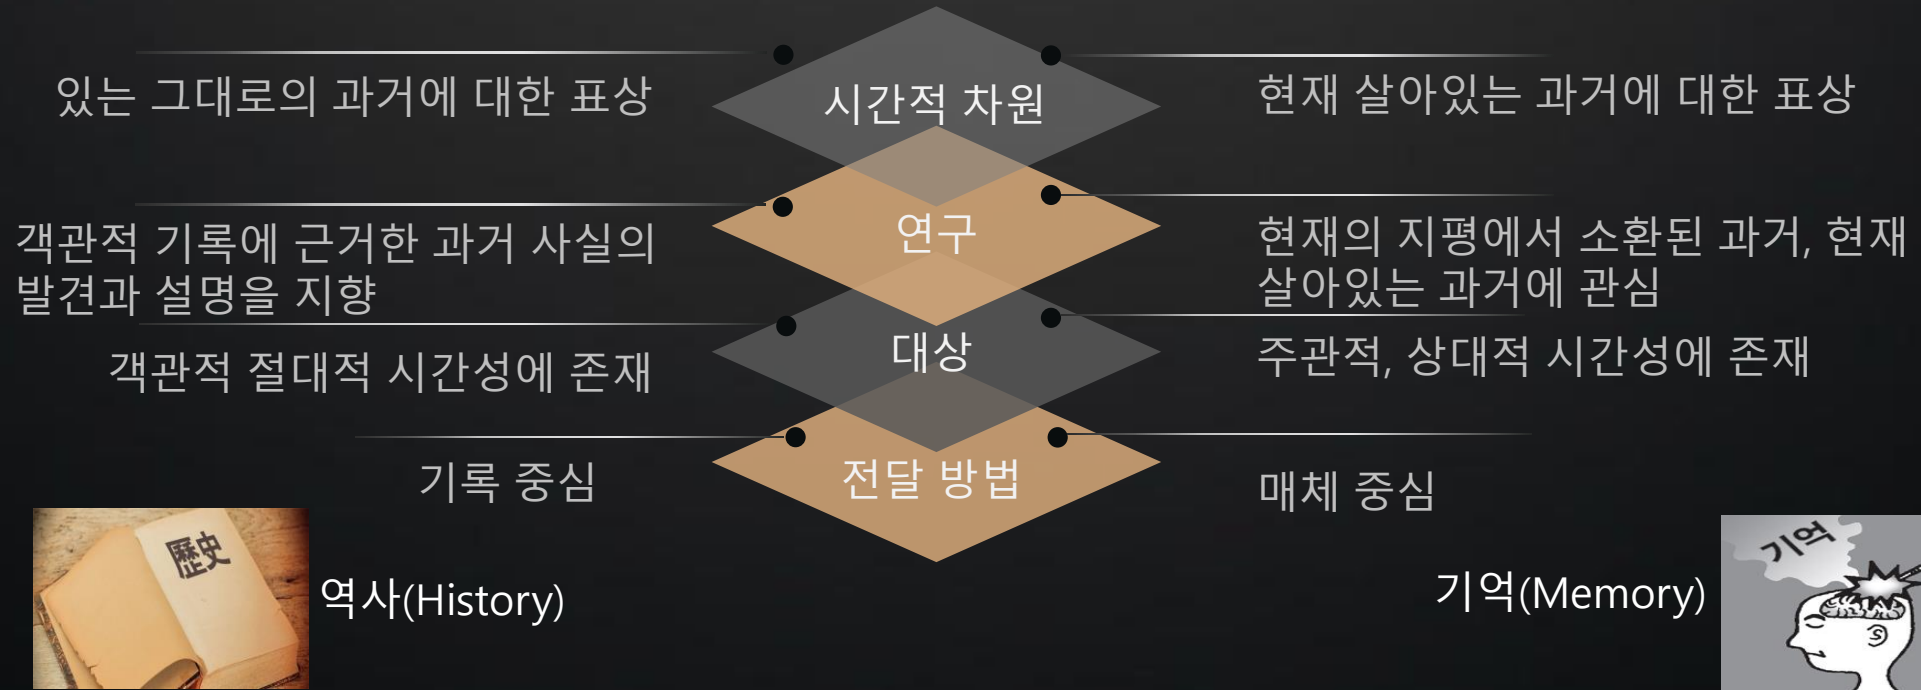 시간적 차원
있는 그대로의 과거에 대한 표상
현재 살아있는 과거에 대한 표상
연구
객관적 기록에 근거한 과거 사실의
발견과 설명을 지향
현재의 지평에서 소환된 과거, 현재
살아있는 과거에 관심
대상
객관적 절대적 시간성에 존재
주관적, 상대적 시간성에 존재
전달 방법
기록 중심
매체 중심
歷史
역사(History)
기억(Memory)
기억